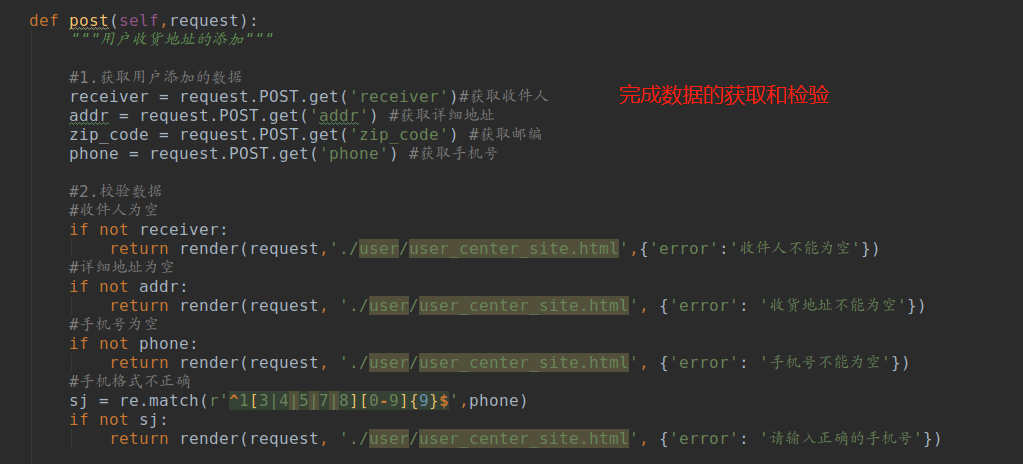 def post(self,request):
"""用户收货地址的添加"""
#1.获取用户添加的数据
receiver = request.POST.get('receiver')#获取收件人
完成数据的获取和检验
addr = request.POST.get('addr') #获取详细地址
zip_code = request.POST.get('zip_code') #获取邮编
phone = request.POST.get('phone') #获取手机号
#2.校验数据
#收件人为空
if not receiver:
return render(request,'./user/user_center_site.html',{'error':'收件人不能为空'})
#详细地址为空
if not addr:
return render(request, './user/user_center_site.html', {'error': '收货地址不能为空'})
#手机号为空
if not phone:
return render(request, './user/user_center_site.html', {'error': '手机号不能为空'})
#手机格式不正确
sj = re.match(r'^1[3|4|5|7|8][0-9]{9}$',phone)
if not sj:
return render(request, './user/user_center_site.html', {'error': '请输入正确的手机号'})